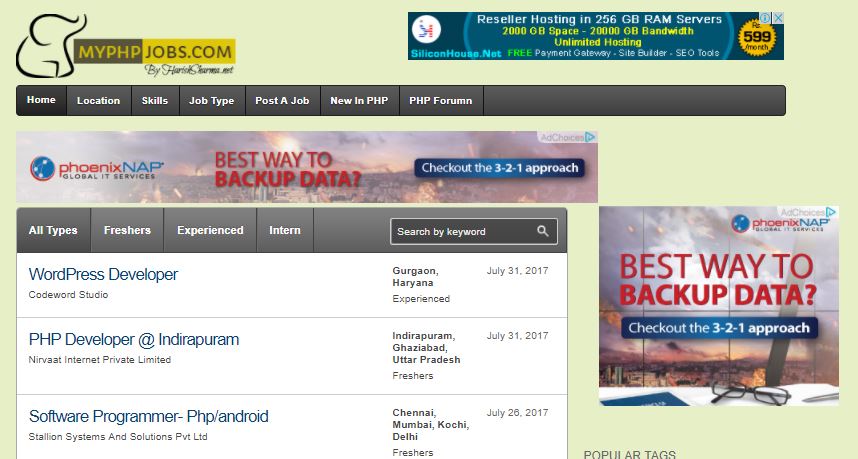 MYPHPJOBS.COM
By HarishSharma.net
Reseller Hosting in 256 GB RAM Servers
2000 GB Space - 20000 GB Bandwidth
Unlimited Hosting
SiliconHouse.Net FREE Payment Gateway - Site Builder - SEO Tools
Rs
599
/month
Home Location Skills Job Type Post A Job New In PHP PHP Forumn
AdChoices
phoenixNAP
GLOBAL IT SERVICES
BEST WAY TO
BACKUP DATA?
Checkout the 3-2-1 approach
All Types Freshers Experienced Intern Search by keyword
WordPress Developer
Codeword Studio
Gurgaon,
Haryana
Experienced
July 31, 2017
PHP Developer @ Indirapuram
Nirvaat Internet Private Limited
Indirapuram,
Ghaziabad,
Uttar Pradesh
Freshers
July 31, 2017
Software Programmer- Php/android
Stallion Systems And Solutions Pvt Ltd
Chennai,
Mumbai, Kochi,
Delhi
Freshers
July 26, 2017
AdChoices
phoenixNAP
GLOBAL IT SERVICES
BEST WAY TO
BACKUP DATA?
Checkout the 3-2-1 approach
POPULAR TAGS